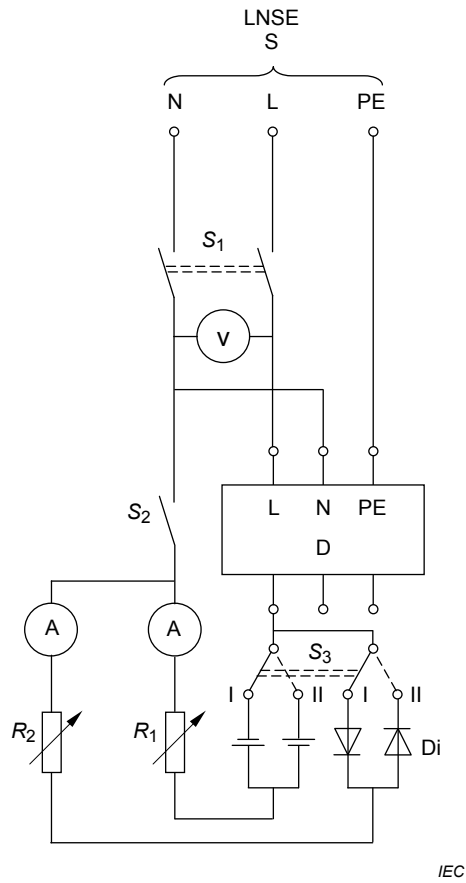 LNSE
S
N L PE
S1
V
L N PE
D
S2
A A
S3
I II I II
R2 R1 Di
IEC